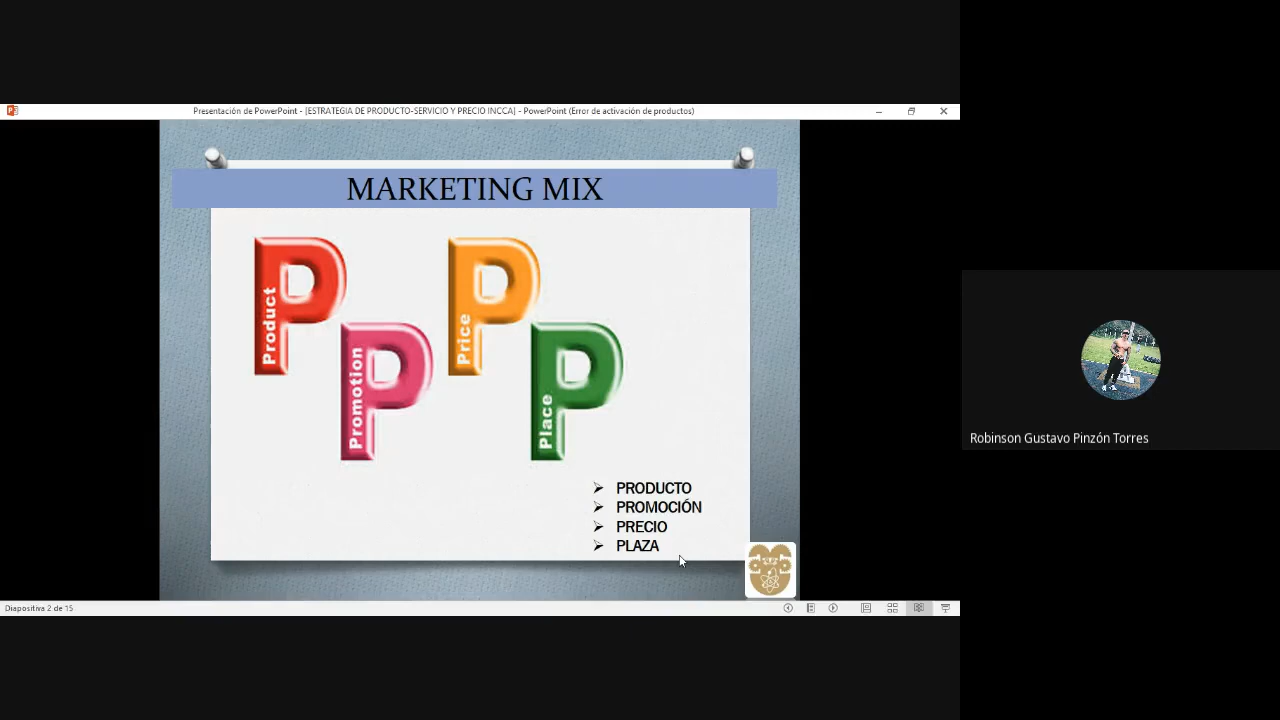 Presentación de PowerPoint - [ESTRATEGIA DE PRODUCTO-SERVICIO Y PRECIO INCCA] - PowerPoint (Error de activación de productos)
MARKETING MIX
Product
Promotion
Price
Place
PRODUCTO
PROMOCIÓN
PRECIO
PLAZA
Robinson Gustavo Pinzón Torres
Diapositiva 2 de 15